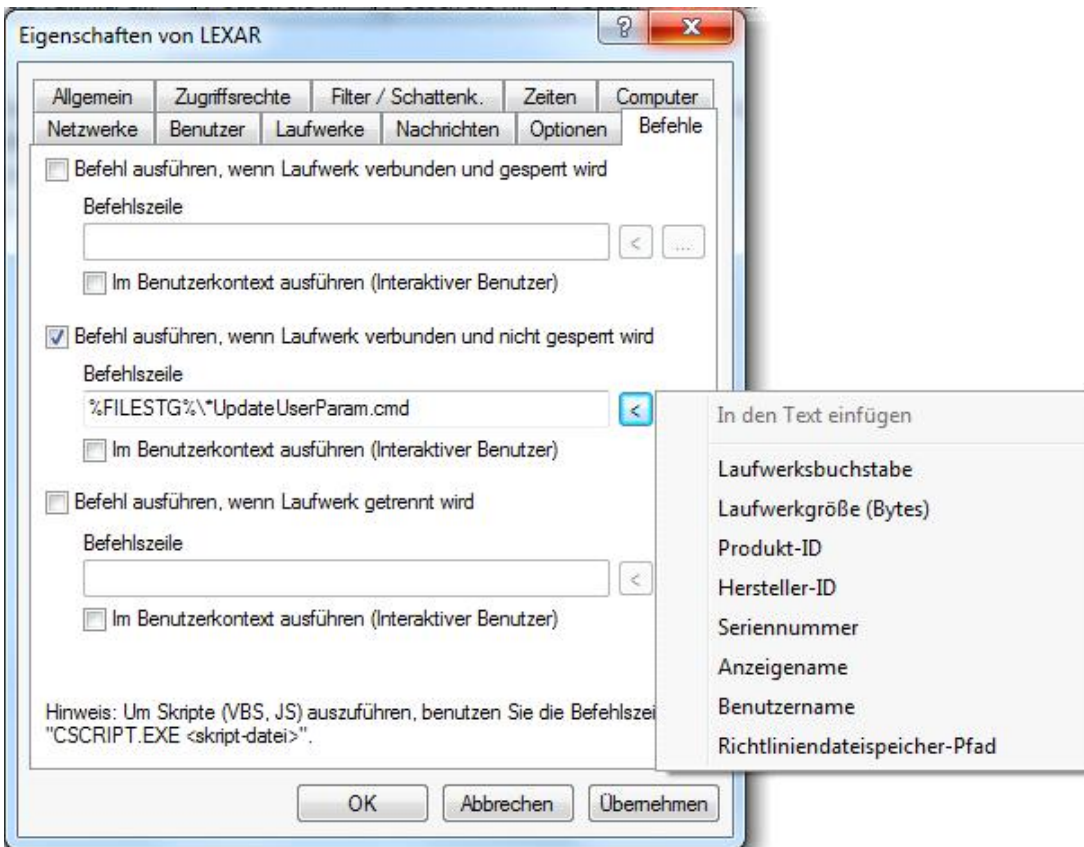 Eigenschaften von LEXAR
Allgemein Zugriffsrechte Filter / Schattenk. Zeiten Computer
Netzwerke Benutzer Laufwerke Nachrichten Optionen Befehle
Befehl ausführen, wenn Laufwerk verbunden und gesperrt wird
Befehlszeile
< ...
Im Benutzerkontext ausführen (Interaktiver Benutzer)
Befehl ausführen, wenn Laufwerk verbunden und nicht gesperrt wird
Befehlszeile
%FILESTG%\*UpdateUserParam.cmd <
Im Benutzerkontext ausführen (Interaktiver Benutzer)
Befehl ausführen, wenn Laufwerk getrennt wird
Befehlszeile
<
Im Benutzerkontext ausführen (Interaktiver Benutzer)
Hinweis: Um Skripte (VBS, JS) auszuführen, benutzen Sie die Befehlszei
"CSCRIPT.EXE <skript-datei>".
OK Abbrechen Übernehmen
In den Text einfügen
Laufwerksbuchstabe
Laufwerkgröße (Bytes)
Produkt-ID
Hersteller-ID
Seriennummer
Anzeigename
Benutzername
Richtliniendateispeicher-Pfad